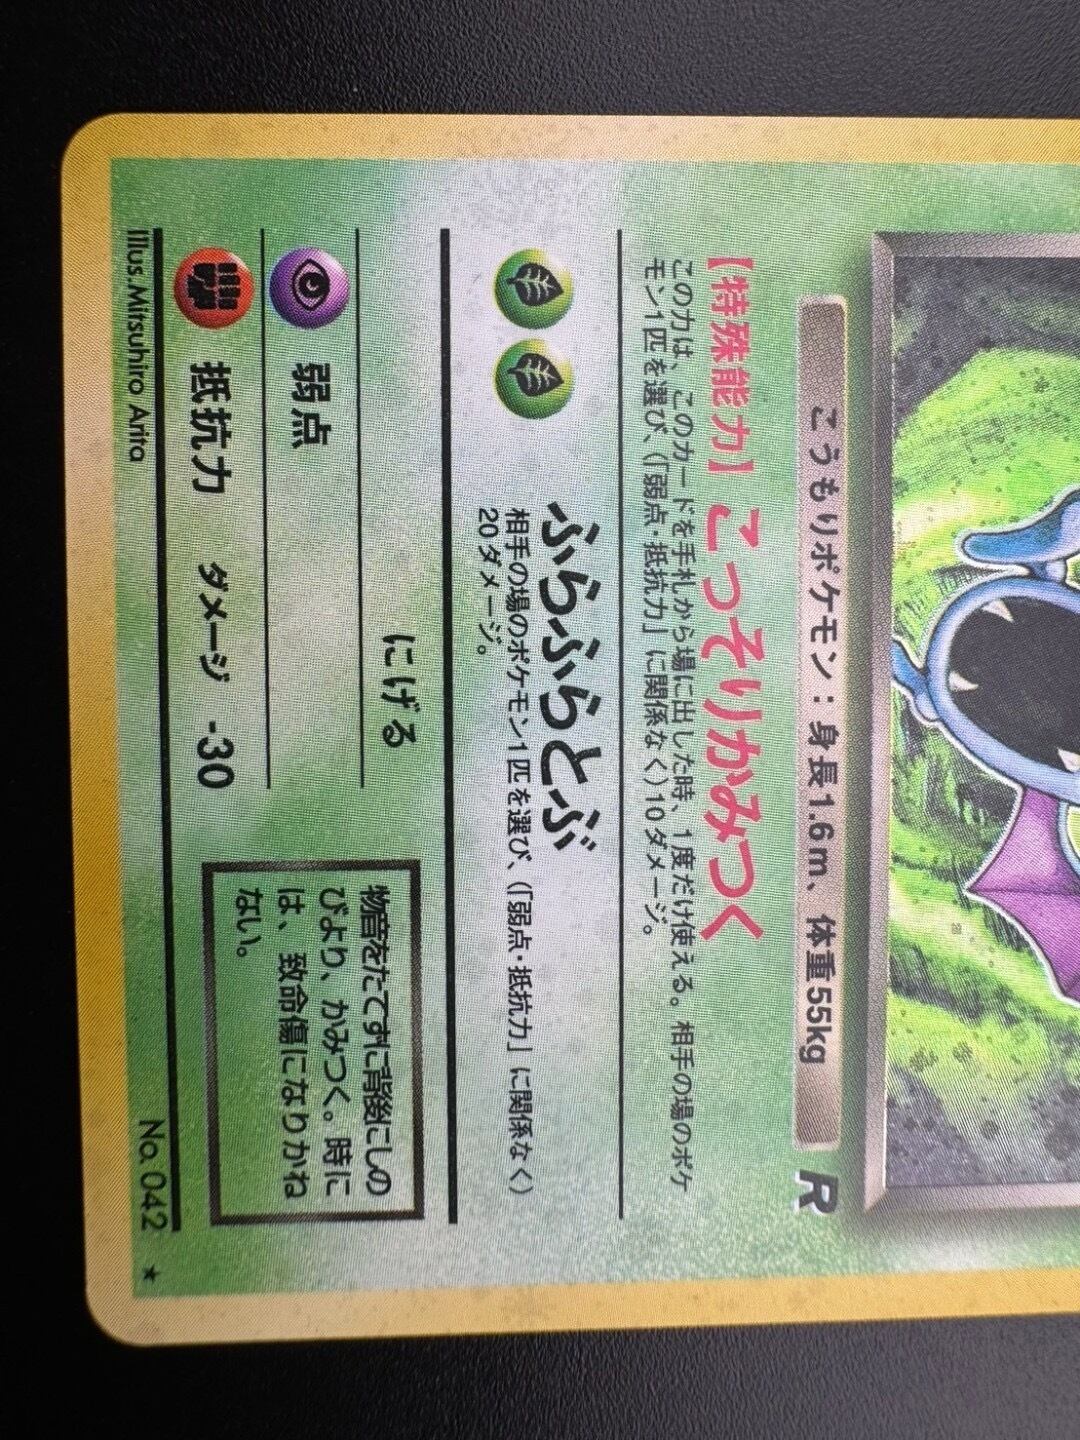 こうもりポケモン：身長1.6m、体重55kg
R
【特殊能力】こっそりかみつく
この力は、このカードを手札から場に出した時、1度だけ使える。相手の場のポケ
モン1匹を選び、（「弱点・抵抗力」に関係なく）10ダメージ。
ふらふらとぶ
相手の場のポケモン1匹を選び、（「弱点・抵抗力」に関係なく）
20ダメージ。
にげる
弱点
抵抗力 ダメージ -30
物音をたてずに背後にしの
びより、かみつく。時に
は、致命傷になりかね
ない。
Illus. Mitsuhiro Arita
No. 042 ★